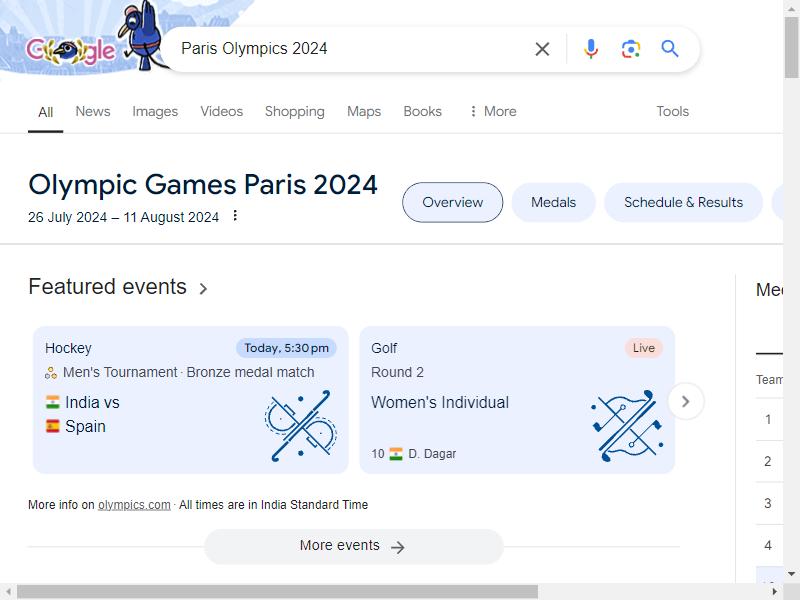 Google
Paris Olympics 2024
All News Images Videos Shopping Maps Books More Tools
Olympic Games Paris 2024
26 July 2024 – 11 August 2024
Overview Medals Schedule & Results
Featured events
Hockey Today, 5:30 pm
Men's Tournament · Bronze medal match
India vs
Spain
Golf Live
Round 2
Women's Individual
10 D. Dagar
More info on olympics.com · All times are in India Standard Time
More events
Team
1
2
3
4